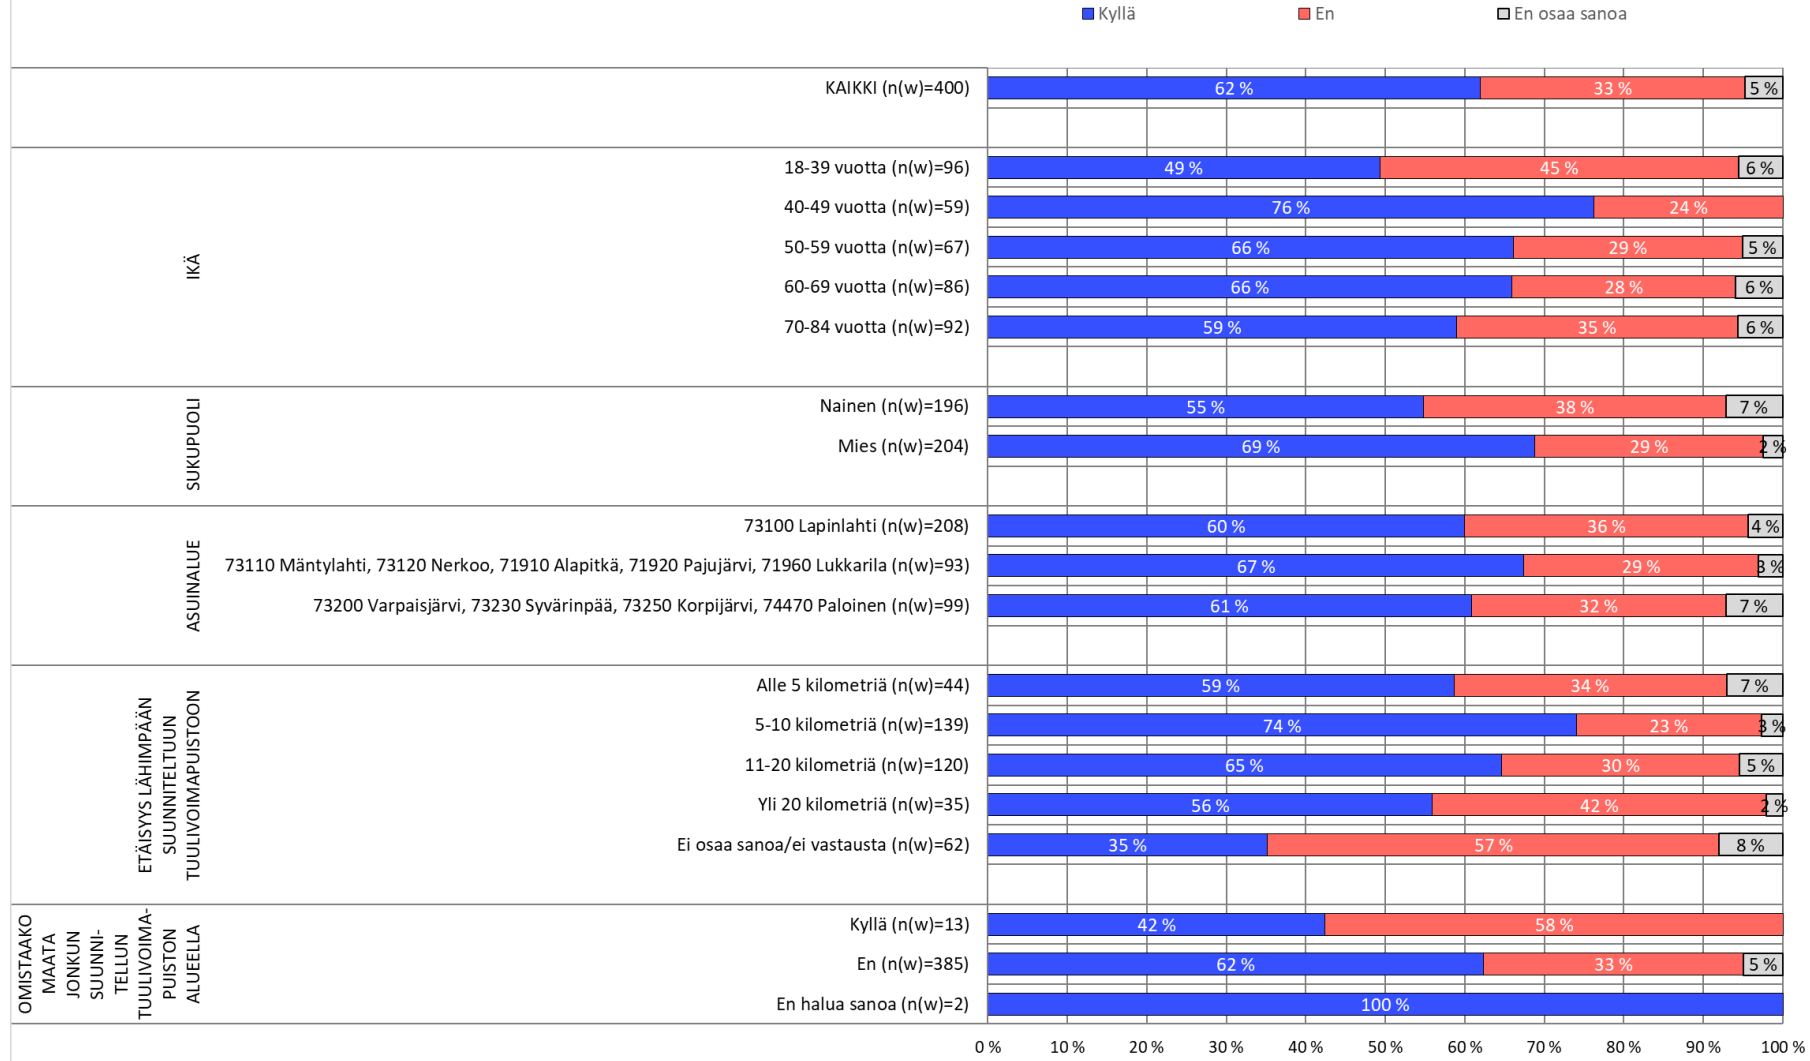 Kyllä En En osaa sanoa
KAIKKI (n(w)=400) 62 % 33 % 5 %
IKÄ
18-39 vuotta (n(w)=96) 49 % 45 % 6 %
40-49 vuotta (n(w)=59) 76 % 24 %
50-59 vuotta (n(w)=67) 66 % 29 % 5 %
60-69 vuotta (n(w)=86) 66 % 28 % 6 %
70-84 vuotta (n(w)=92) 59 % 35 % 6 %
SUKUPUOLI
Nainen (n(w)=196) 55 % 38 % 7 %
Mies (n(w)=204) 69 % 29 % 2 %
ASUINALUE
73100 Lapinlahti (n(w)=208) 60 % 36 % 4 %
73110 Mäntylahti, 73120 Nerkoo, 71910 Alapitkä, 71920 Pajujärvi, 71960 Lukkarila (n(w)=93) 67 % 29 % 3 %
73200 Varpaisjärvi, 73230 Syvärinpää, 73250 Korpijärvi, 74470 Paloinen (n(w)=99) 61 % 32 % 7 %
ETÄISYYS LÄHIMPÄÄN
SUUNNITELTUUN
TUULIVOIMAPUISTOON
Alle 5 kilometriä (n(w)=44) 59 % 34 % 7 %
5-10 kilometriä (n(w)=139) 74 % 23 % 3 %
11-20 kilometriä (n(w)=120) 65 % 30 % 5 %
Yli 20 kilometriä (n(w)=35) 56 % 42 % 2 %
Ei osaa sanoa/ei vastausta (n(w)=62) 35 % 57 % 8 %
OMISTAAKO
MAATA
JONKUN
SUUNNI-
TELLUN
TUULIVOIMA-
PUISTON
ALUEELLA
Kyllä (n(w)=13) 42 % 58 %
En (n(w)=385) 62 % 33 % 5 %
En halua sanoa (n(w)=2) 100 %
0 % 10 % 20 % 30 % 40 % 50 % 60 % 70 % 80 % 90 % 100 %